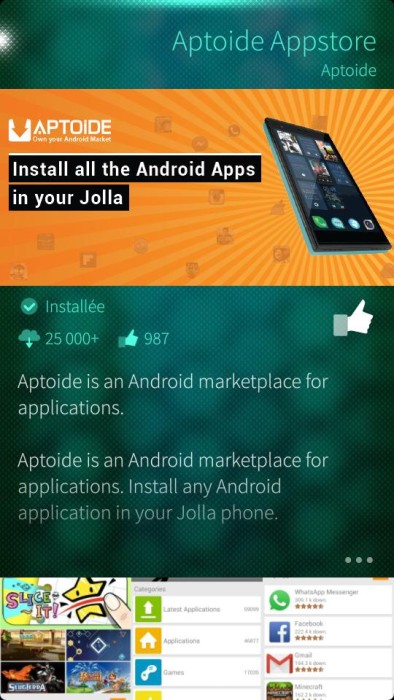 Aptoide Appstore
Aptoide
APTOIDE
Own your Android Market
Install all the Android Apps
in your Jolla
Installée
25 000+ 987
Aptoide is an Android marketplace for
applications.
Aptoide is an Android marketplace for
applications. Install any Android
application in your Jolla phone.
SLICE
IT!
Categories
Latest Applications
Applications
Games
WhatsApp Messenger
Facebook
Gmail
Minecraft